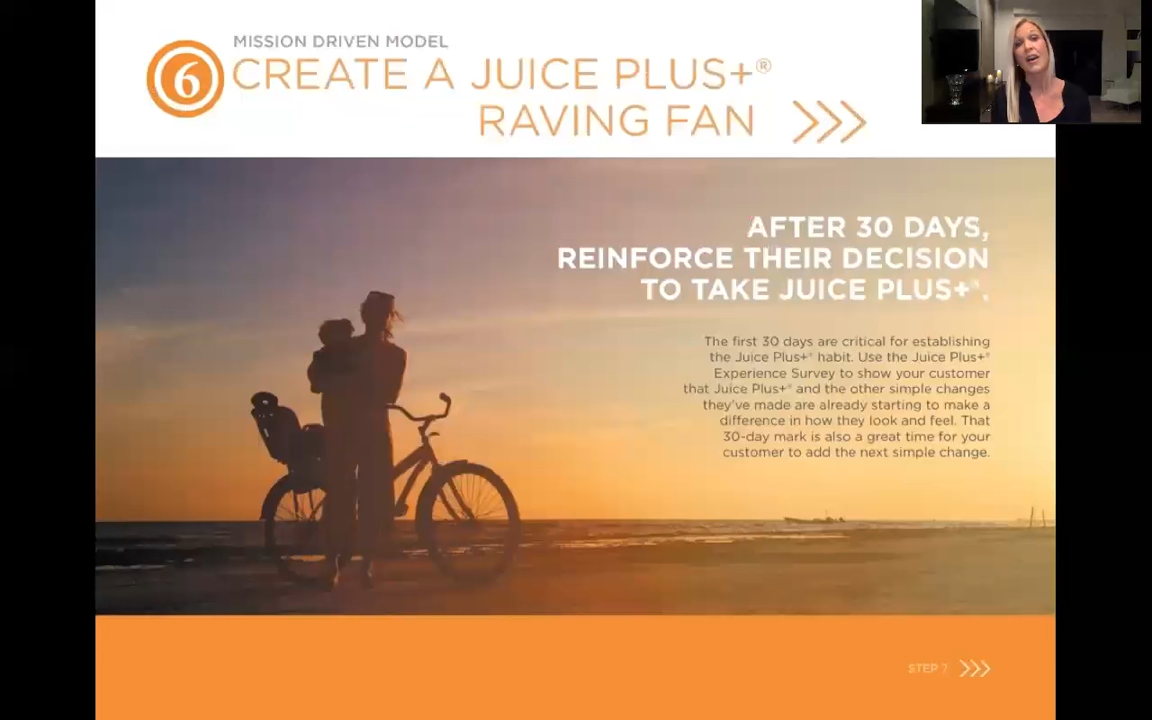 MISSION DRIVEN MODEL
6
CREATE A JUICE PLUS+®
RAVING FAN
AFTER 30 DAYS,
REINFORCE THEIR DECISION
TO TAKE JUICE PLUS+®.
The first 30 days are critical for establishing
the Juice Plus+® habit. Use the Juice Plus+®
Experience Survey to show your customer
that Juice Plus+® and the other simple changes
they've made are already starting to make a
difference in how they look and feel. That
30-day mark is also a great time for your
customer to add the next simple change.
STEP 7